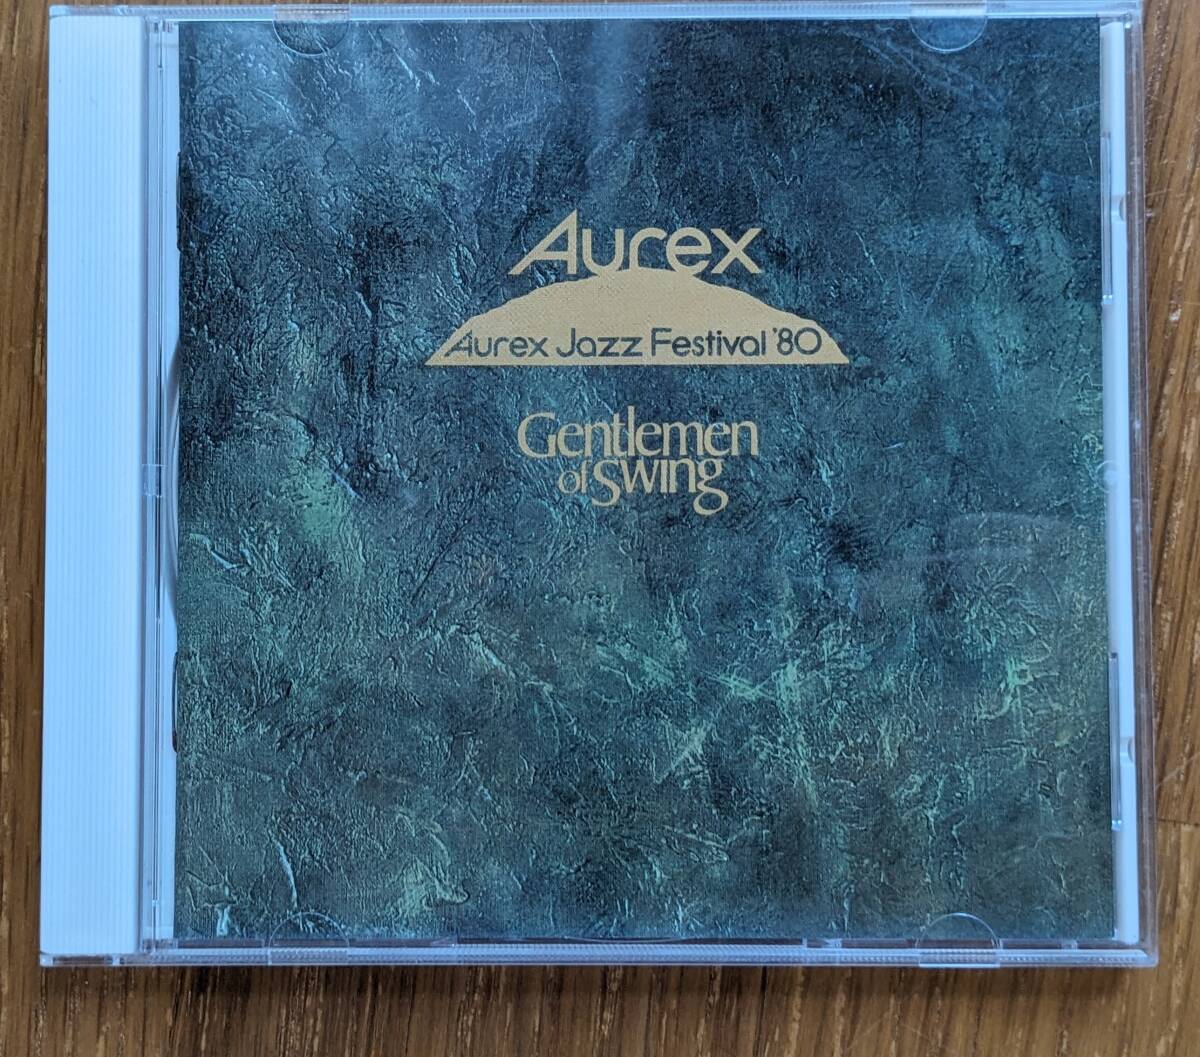 Aurex
Aurex Jazz Festival '80
Gentlemen
of Swing